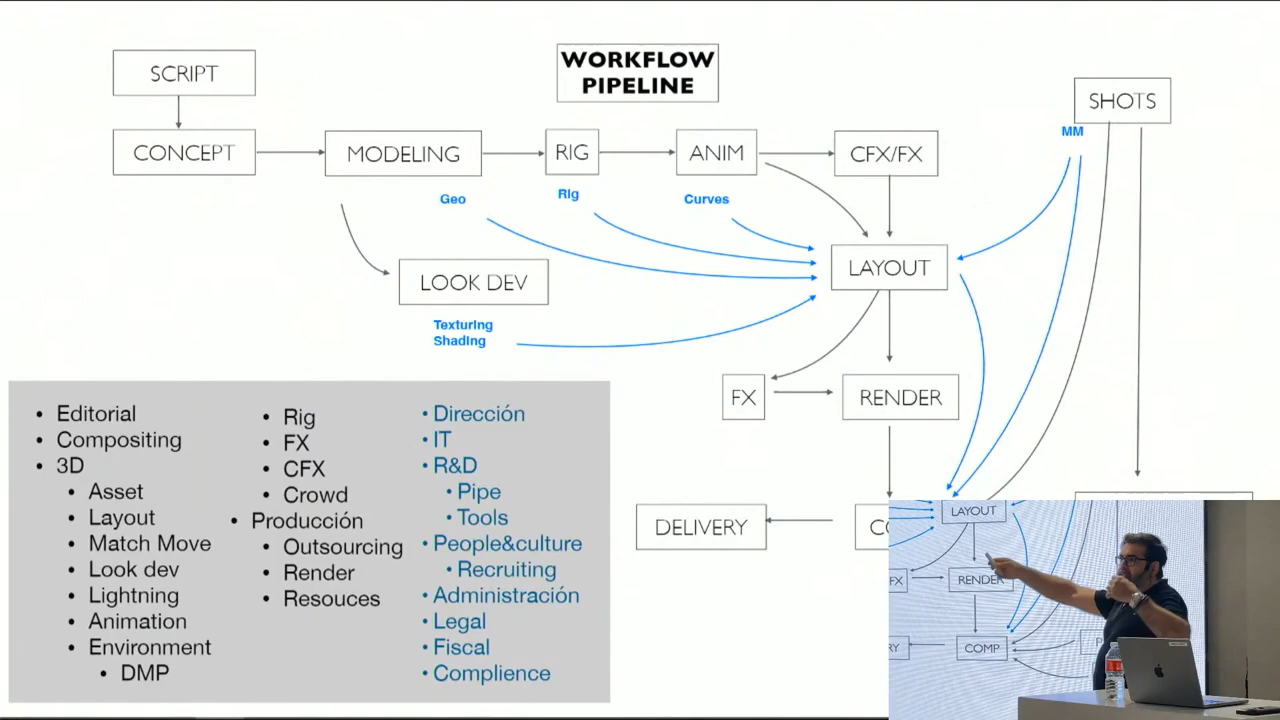 WORKFLOW
PIPELINE
SCRIPT
SHOTS
MM
CONCEPT
MODELING
RIG
ANIM
CFX/FX
Geo
Rig
Curves
LAYOUT
LOOK DEV
Texturing
Shading
FX
RENDER
DELIVERY
• Editorial
• Compositing
• 3D
• Asset
• Layout
• Match Move
• Look dev
• Lightning
• Animation
• Environment
• DMP
• Rig
• FX
• CFX
• Crowd
• Producción
• Outsourcing
• Render
• Resouces
• Dirección
• IT
• R&D
• Pipe
• Tools
• People&culture
• Recruiting
• Administración
• Legal
• Fiscal
• Complience
LAYOUT
FX
RENDER
COMP